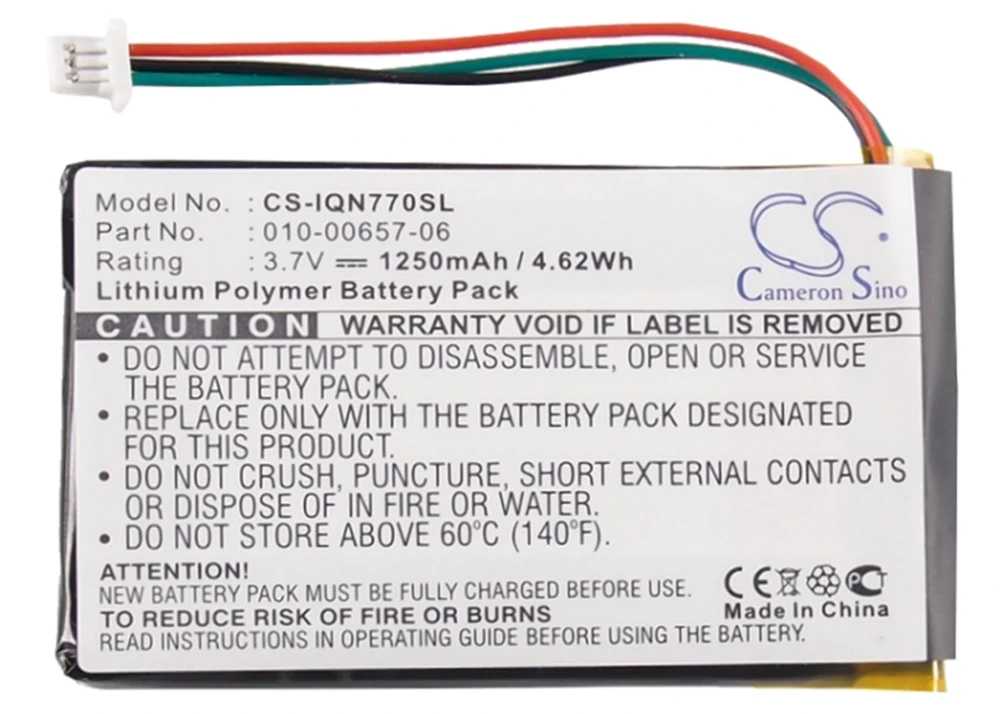 Model No. : CS-IQN770SL
Part No. : 010-00657-06
Rating : 3.7V ⎓ 1250mAh / 4.62Wh
Lithium Polymer Battery Pack
CS
Cameron Sino
CAUTION WARRANTY VOID IF LABEL IS REMOVED
• DO NOT ATTEMPT TO DISASSEMBLE, OPEN OR SERVICE
THE BATTERY PACK.
• REPLACE ONLY WITH THE BATTERY PACK DESIGNATED
FOR THIS PRODUCT.
• DO NOT CRUSH, PUNCTURE, SHORT EXTERNAL CONTACTS
OR DISPOSE OF IN FIRE OR WATER.
• DO NOT STORE ABOVE 60°C (140°F).
ATTENTION!
NEW BATTERY PACK MUST BE FULLY CHARGED BEFORE USE.
TO REDUCE RISK OF FIRE OR BURNS
READ INSTRUCTIONS IN OPERATING GUIDE BEFORE USING THE BATTERY.
CE PCT
Made In China